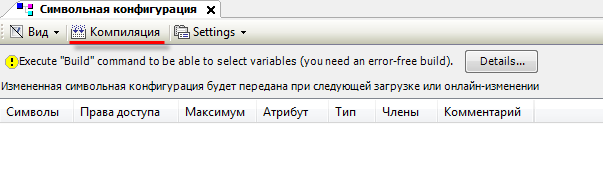 Символьная конфигурация
Вид Компиляция Settings
Execute "Build" command to be able to select variables (you need an error-free build). Details...
Измененная символьная конфигурация будет передана при следующей загрузке или онлайн-изменении
Символы Права доступа Максимум Атрибут Тип Члены Комментарий